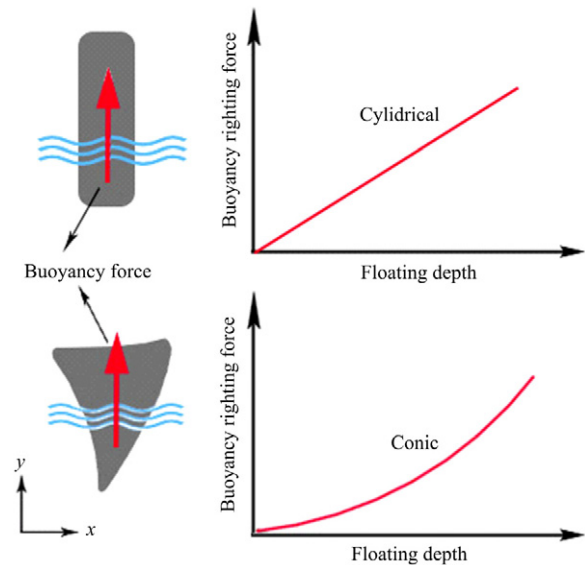 Buoyancy righting force
Cylidrical
Floating depth
Buoyancy force
Buoyancy righting force
Conic
Floating depth
y
x